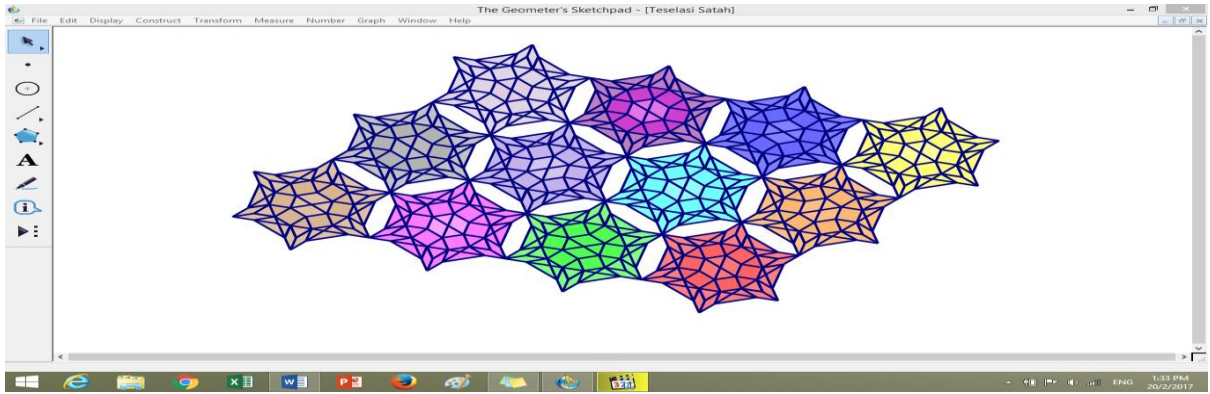 The Geometer's Sketchpad - [Teselasi Satah]
File Edit Display Construct Transform Measure Number Graph Window Help
A
ENG
1:33 PM
20/2/2017